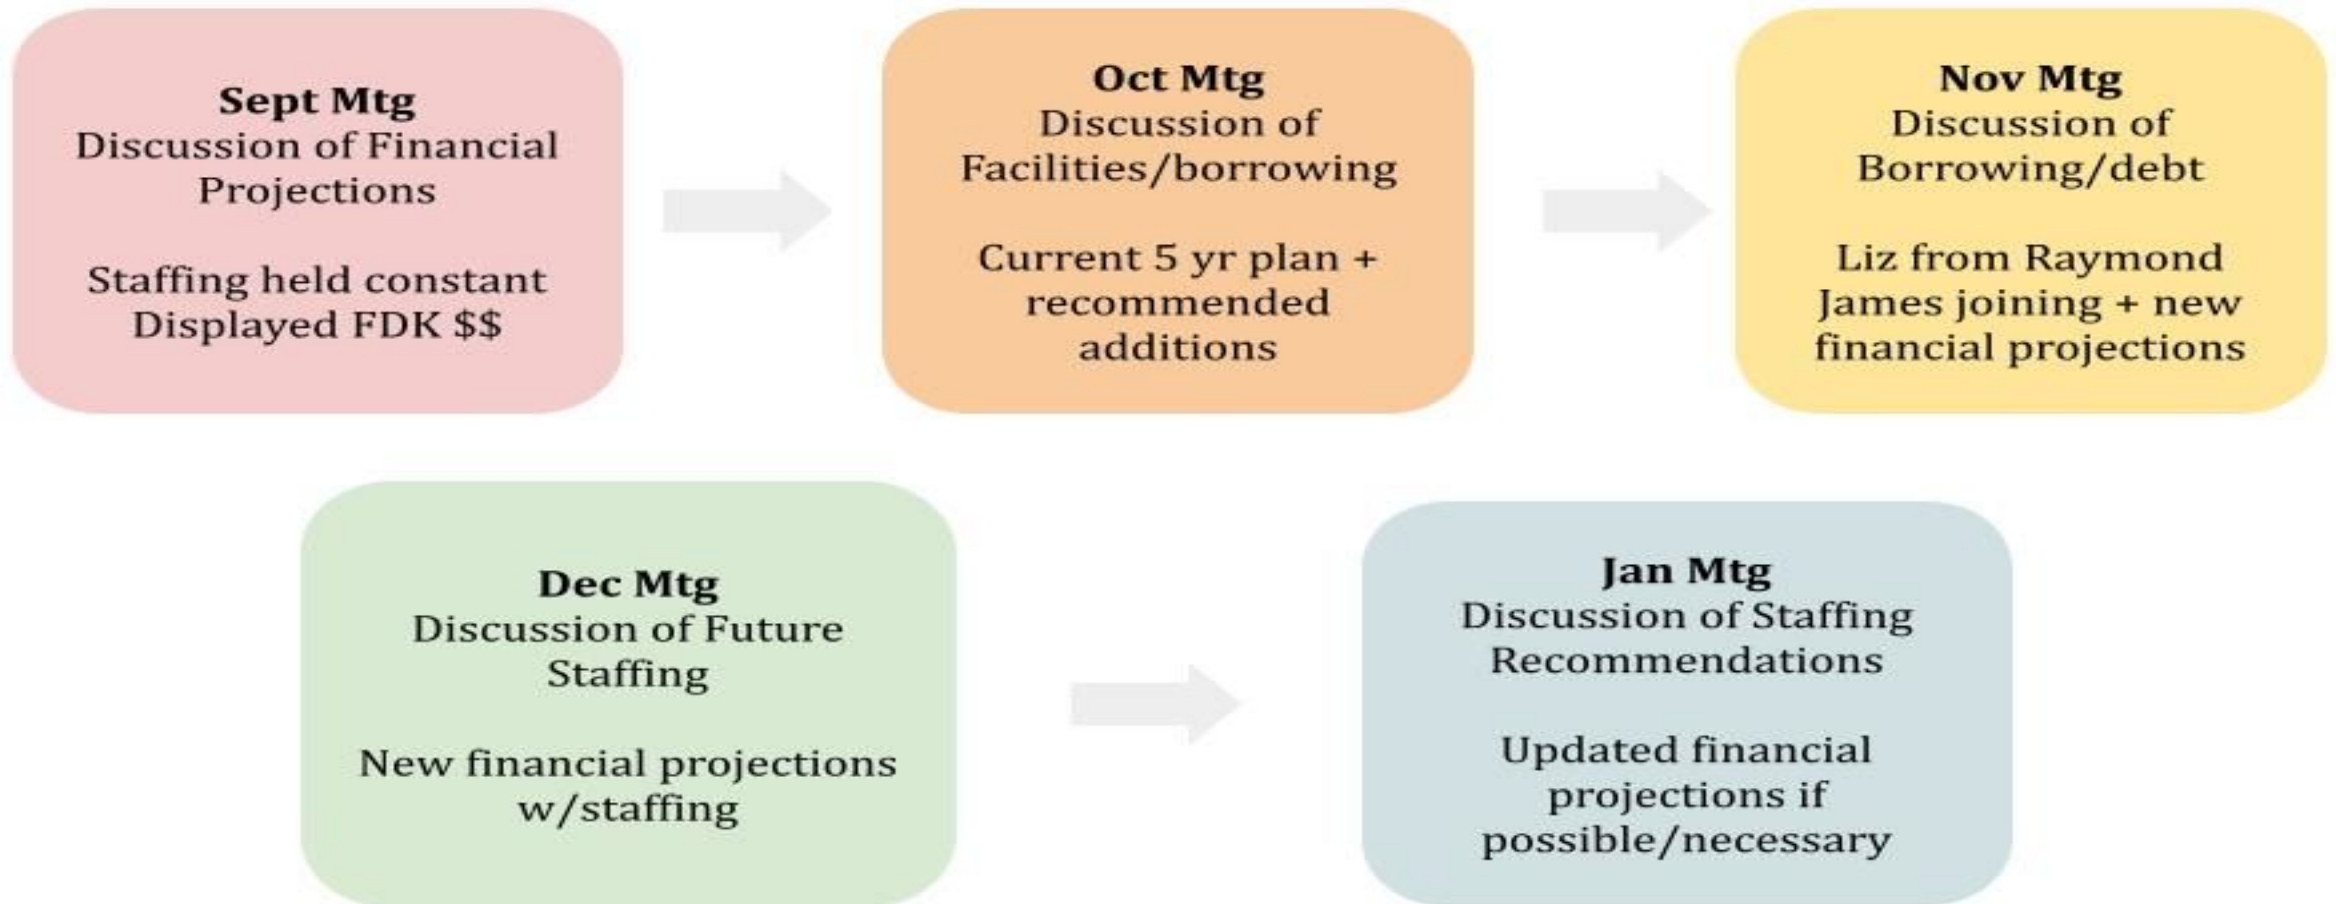 Sept Mtg
Discussion of Financial
Projections
Staffing held constant
Displayed FDK $$
Oct Mtg
Discussion of
Facilities/borrowing
Current 5 yr plan +
recommended
additions
Nov Mtg
Discussion of
Borrowing/debt
Liz from Raymond
James joining + new
financial projections
Dec Mtg
Discussion of Future
Staffing
New financial projections
w/staffing
Jan Mtg
Discussion of Staffing
Recommendations
Updated financial
projections if
possible/necessary